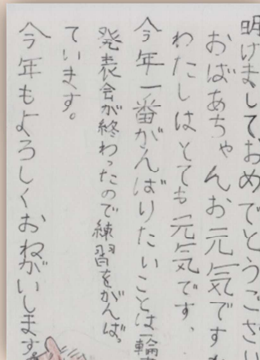 明けましておめでとうござい
おばあちゃんお元気です
わたしはとても元気です、
今年一番がんばりたいことは一輪
発表会が終わったので練習をがんば
ています。
今年もよろしくおねがいします